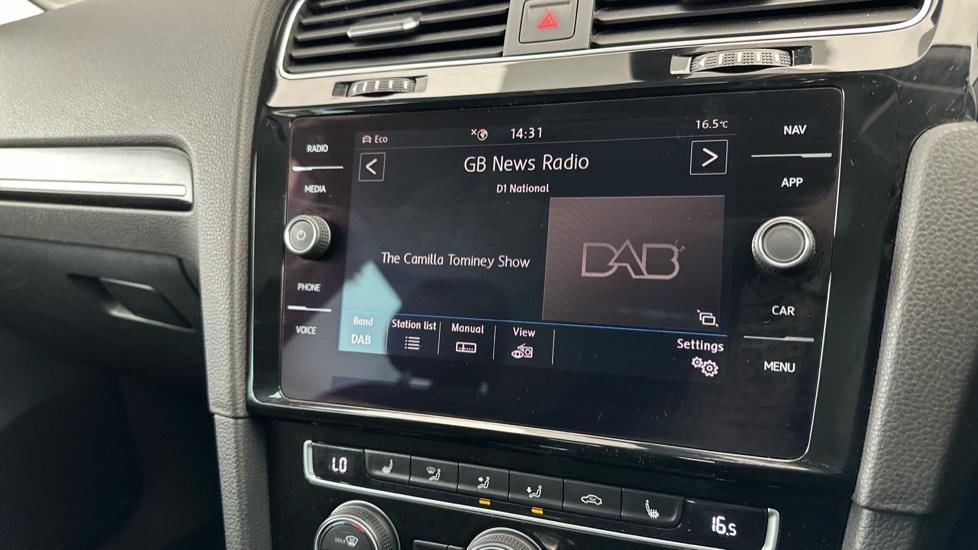 Eco
14:31
16.5°C
NAV
RADIO
GB News Radio
D1 National
APP
MEDIA
The Camilla Tominey Show
DAB
PHONE
CAR
VOICE
Band
DAB
Station list
Manual
View
Settings
MENU
LO
16.5
MAX